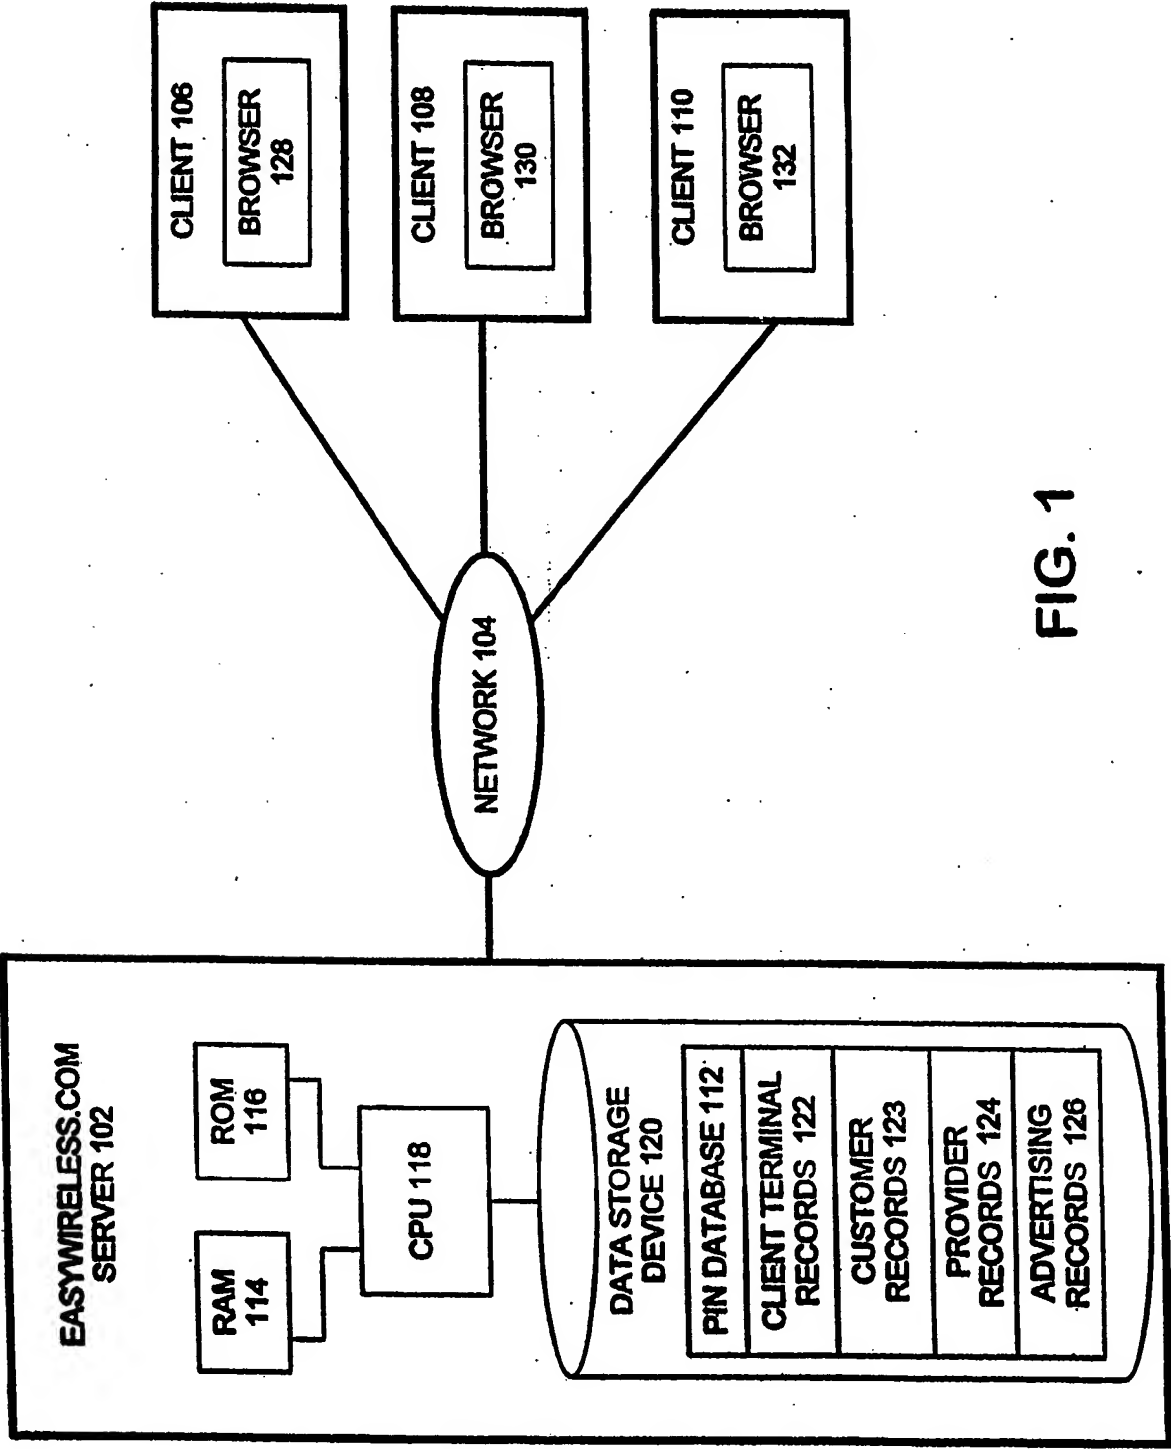 EASYWIRELESS.COM
SERVER 102
RAM
114
ROM
116
CPU 118
DATA STORAGE
DEVICE 120
PIN DATABASE 112
CLIENT TERMINAL
RECORDS 122
CUSTOMER
RECORDS 123
PROVIDER
RECORDS 124
ADVERTISING
RECORDS 126
NETWORK 104
CLIENT 106
BROWSER
128
CLIENT 108
BROWSER
130
CLIENT 110
BROWSER
132
FIG. 1